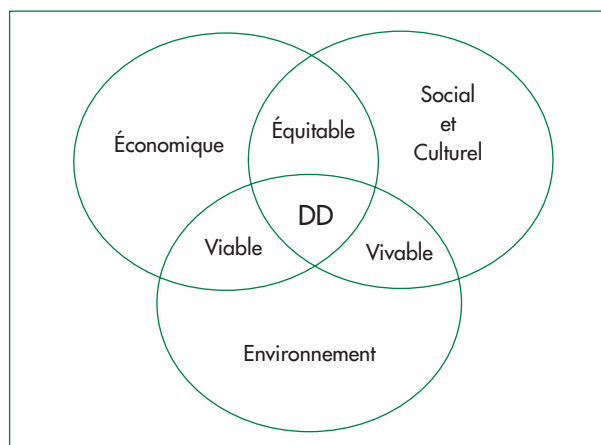 Économique
Équitable
Social
et
Culturel
DD
Viable
Vivable
Environnement